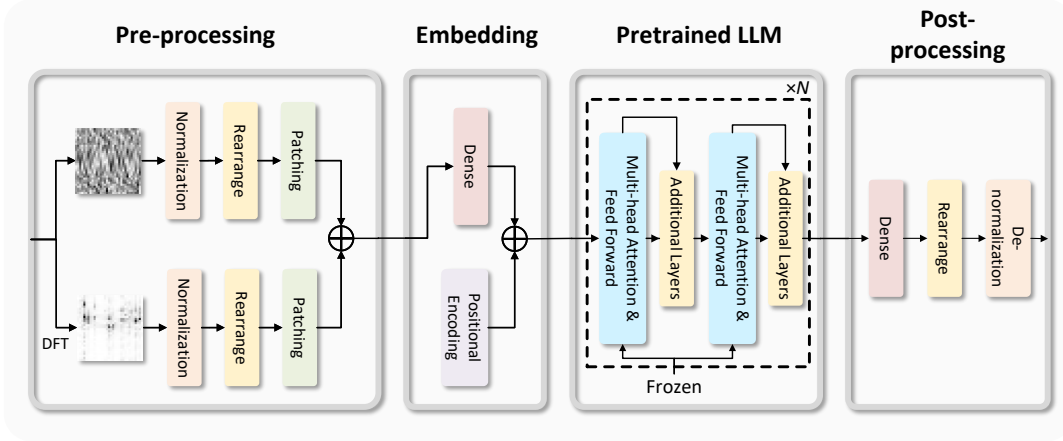 Pre-processing
Embedding
Pretrained LLM
Post-
processing
×N
Normalization
Rearrange
Patching
DFT
Normalization
Rearrange
Patching
Dense
Positional
Encoding
Multi-head Attention &
Feed Forward
Additional Layers
Multi-head Attention &
Feed Forward
Additional Layers
Frozen
Dense
Rearrange
De-
normalization